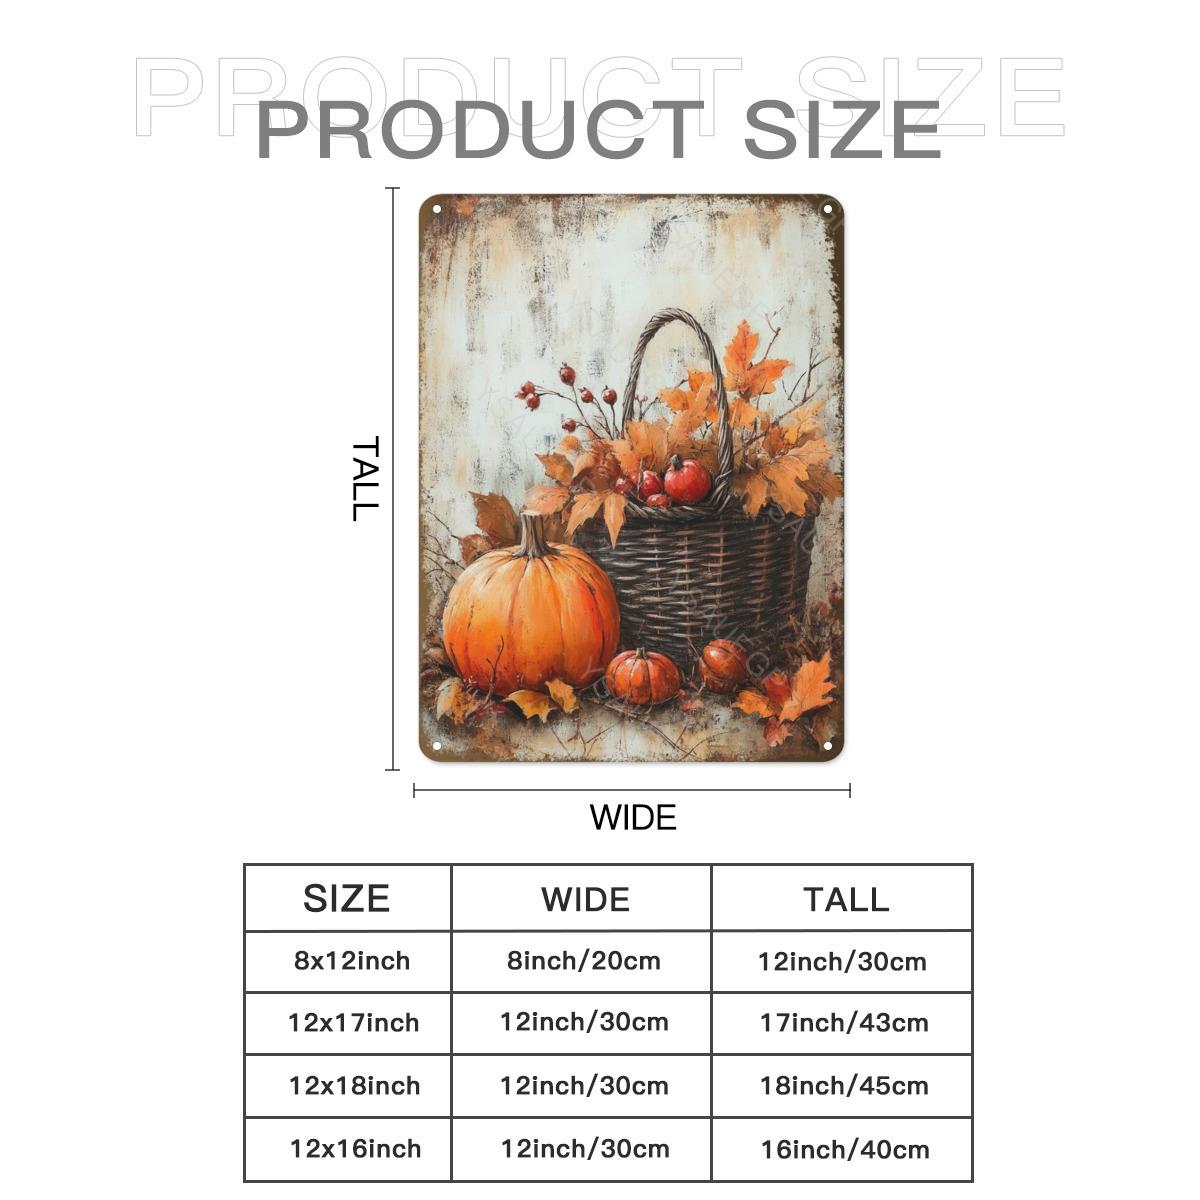 PRODUCT SIZE
PRODUCT SIZE
TALL
WIDE
SIZE WIDE TALL
8x12inch 8inch/20cm 12inch/30cm
12x17inch 12inch/30cm 17inch/43cm
12x18inch 12inch/30cm 18inch/45cm
12x16inch 12inch/30cm 16inch/40cm